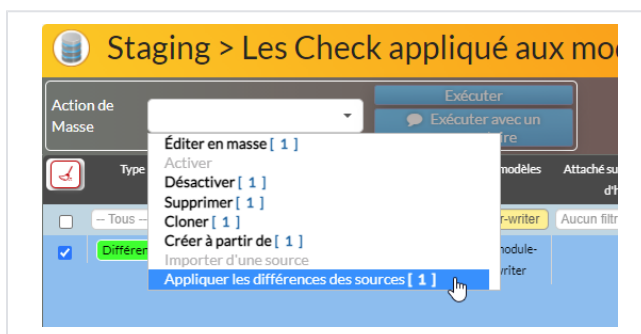 Staging > Les Check appliqué aux mo
Action de
Masse
Exécuter
Exécuter avec un
Éditer en masse [ 1 ]
Activer
Désactiver [ 1 ]
Supprimer [ 1 ]
Cloner [ 1 ]
Créer à partir de [ 1 ]
Importer d'une source
Appliquer les différences des sources [ 1 ]
Type
modèles
Attaché su
d'h
-- Tous --
r-writer
Aucun filtr
Différen
module-
writer